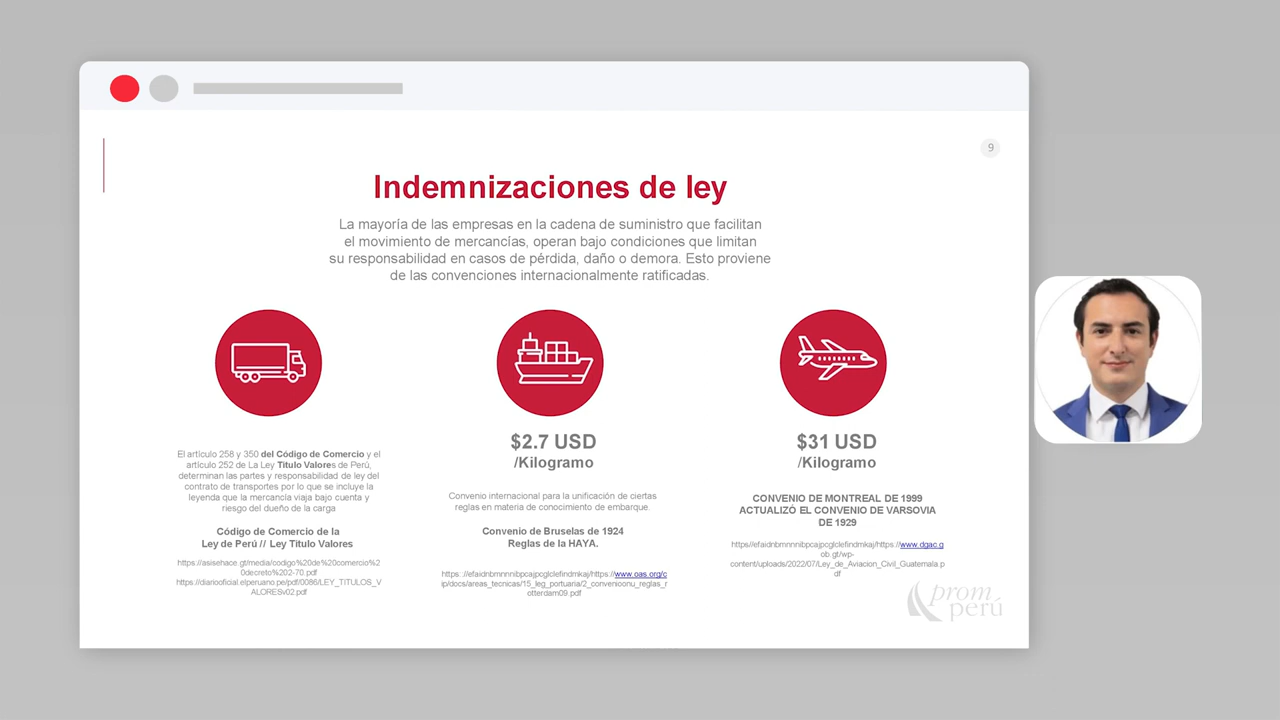 9
Indemnizaciones de ley
La mayoría de las empresas en la cadena de suministro que facilitan
el movimiento de mercancías, operan bajo condiciones que limitan
su responsabilidad en casos de pérdida, daño o demora. Esto proviene
de las convenciones internacionalmente ratificadas.
El artículo 258 y 350 del Código de Comercio y el
artículo 252 de La Ley Titulo Valores de Perú,
determinan las partes y responsabilidad de ley del
contrato de transportes por lo que se incluye la
leyenda que la mercancía viaja bajo cuenta y
riesgo del dueño de la carga
Código de Comercio de la
Ley de Perú // Ley Titulo Valores
https://asisehace.gt/media/codigo%20de%20comercio%2
0decreto%202-70.pdf
https://diariooficial.elperuano.pe/pdf/0086/LEY_TITULOS_V
ALORESv02.pdf
$2.7 USD
/Kilogramo
Convenio internacional para la unificación de ciertas
reglas en materia de conocimiento de embarque.
Convenio de Bruselas de 1924
Reglas de la HAYA.
https://efaidnbmnnnibpcajpcglclefindmkaj/https://www.oas.org/c
ip/docs/areas_tecnicas/15_leg_portuaria/2_convenioonu_reglas_r
otterdam09.pdf
$31 USD
/Kilogramo
CONVENIO DE MONTREAL DE 1999
ACTUALIZÓ EL CONVENIO DE VARSOVIA
DE 1929
https//efaidnbmnnnibpcajpcglclefindmkaj/https://www.dgac.g
ob.gt/wp-
content/uploads/2022/07/Ley_de_Aviacion_Civil_Guatemala.p
df
prom
perú